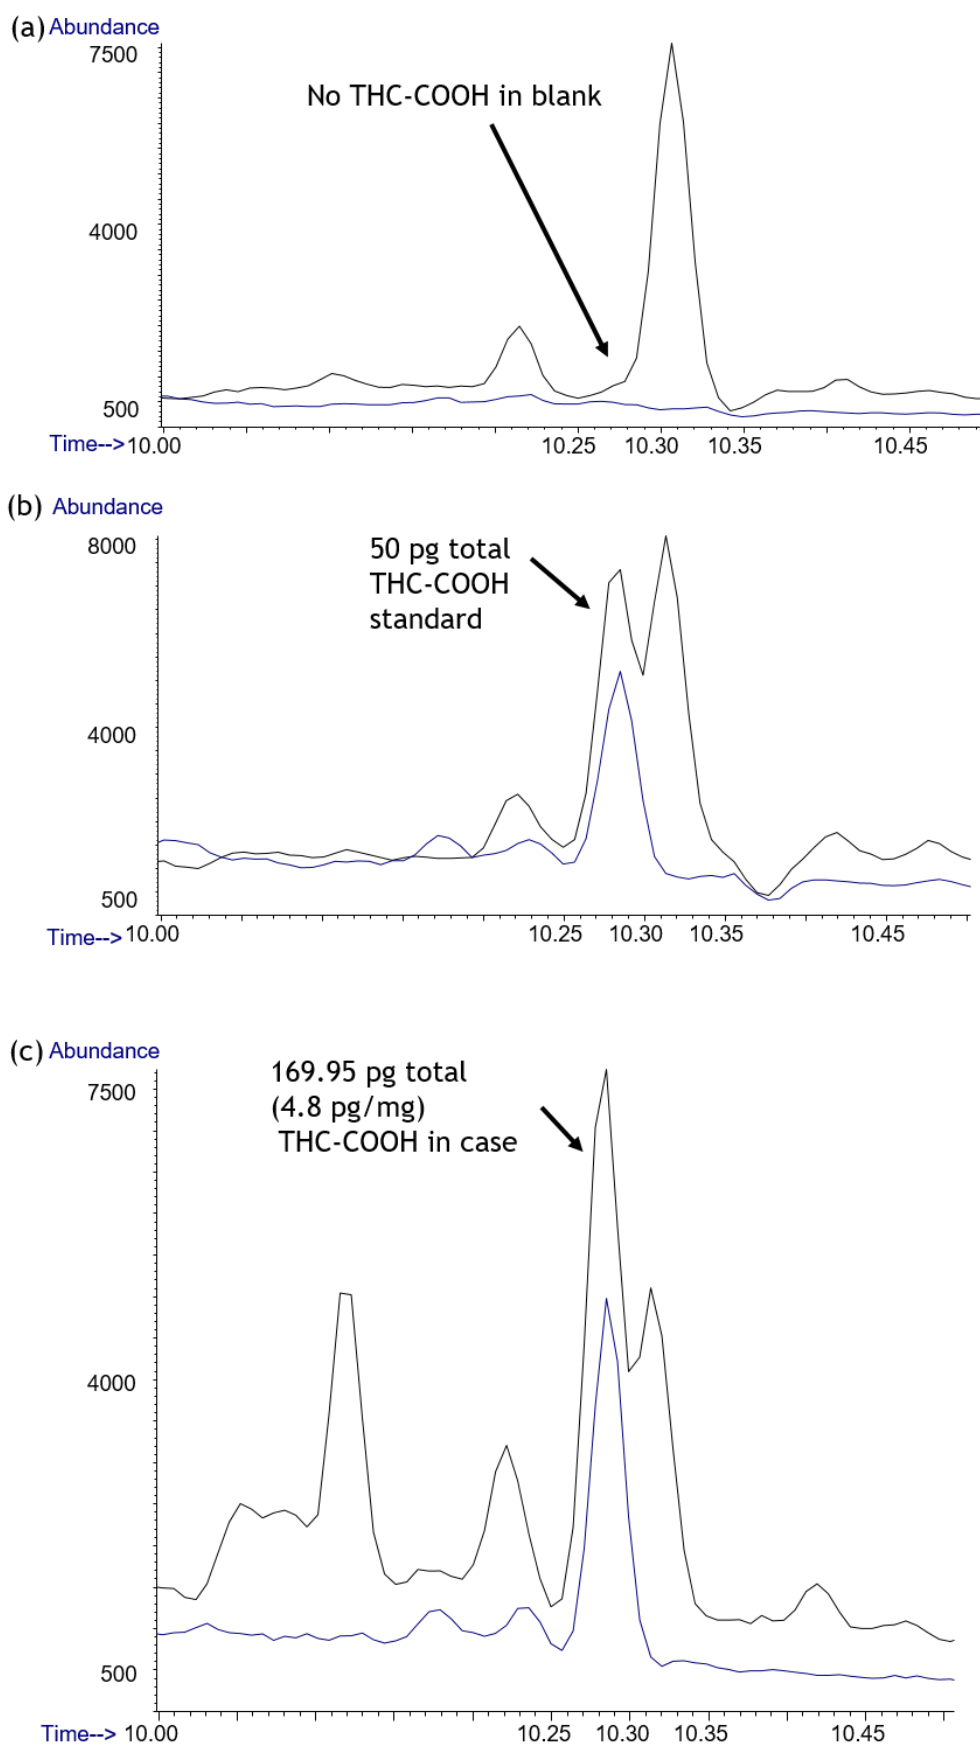 (a) Abundance
7500
No THC-COOH in blank
4000
500
Time-->10.00 10.25 10.30 10.35 10.45
(b) Abundance
8000
50 pg total
THC-COOH
standard
4000
500
Time--> 10.00 10.25 10.30 10.35 10.45
(c) Abundance
7500
169.95 pg total
(4.8 pg/mg)
THC-COOH in case
4000
500
Time--> 10.00 10.25 10.30 10.35 10.45